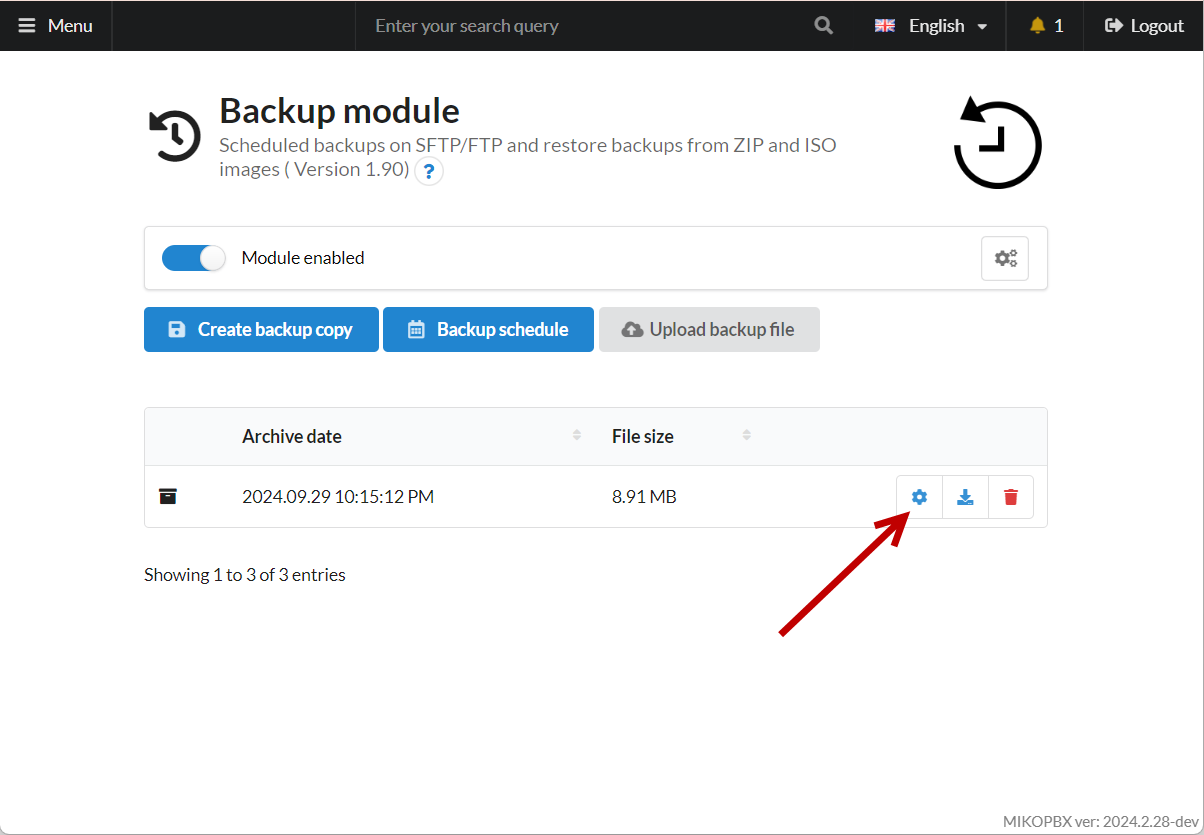 Menu
Enter your search query
English
1
Logout
Backup module
Scheduled backups on SFTP/FTP and restore backups from ZIP and ISO
images ( Version 1.90) ?
Module enabled
Create backup copy
Backup schedule
Upload backup file
Archive date
File size
2024.09.29 10:15:12 PM
8.91 MB
Showing 1 to 3 of 3 entries
MIKOPBX ver: 2024.2.28-dev